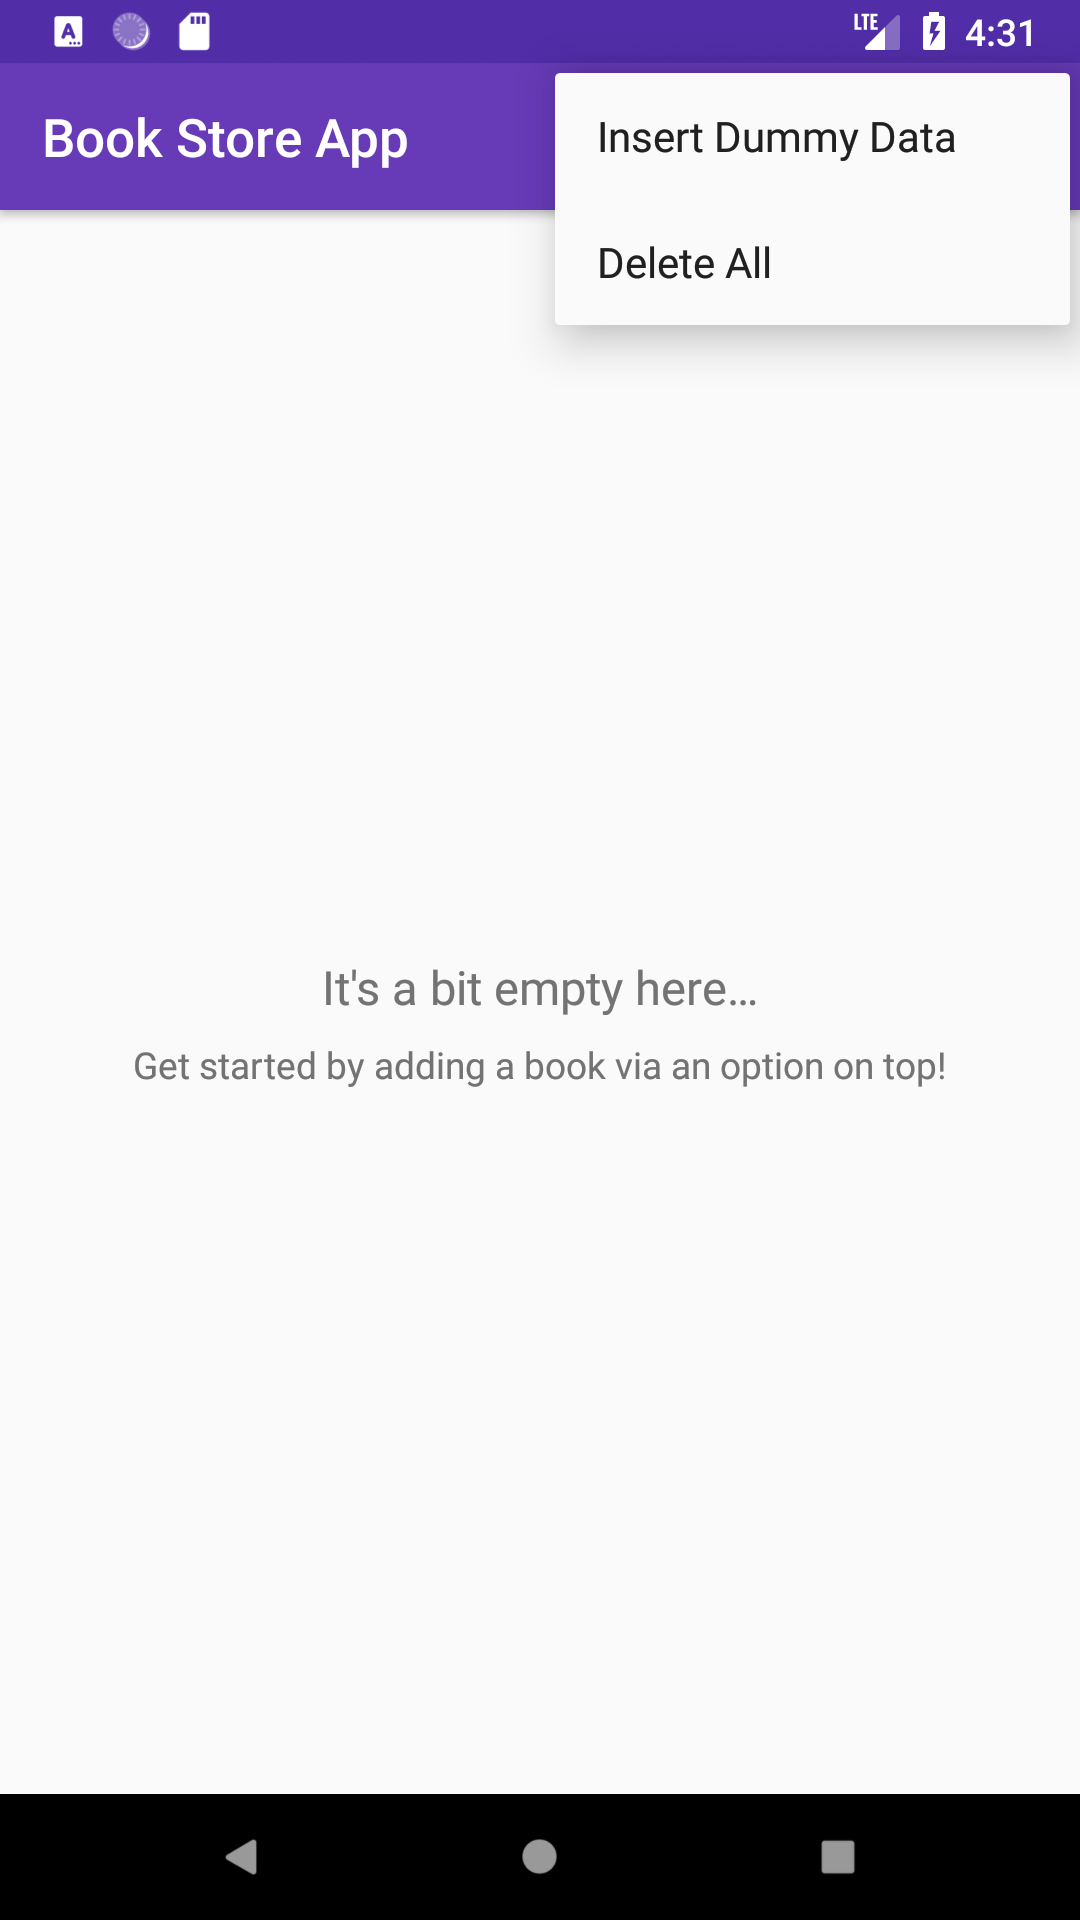 LTE 4:31
Book Store App
Insert Dummy Data
Delete All
It's a bit empty here...
Get started by adding a book via an option on top!